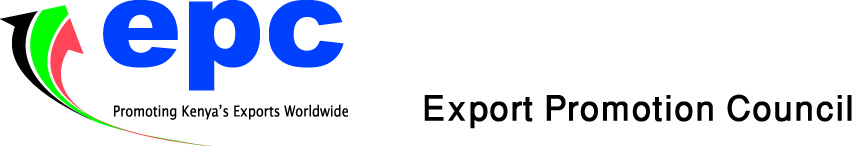 epc
Promoting Kenya's Exports Worldwide
Export Promotion Council